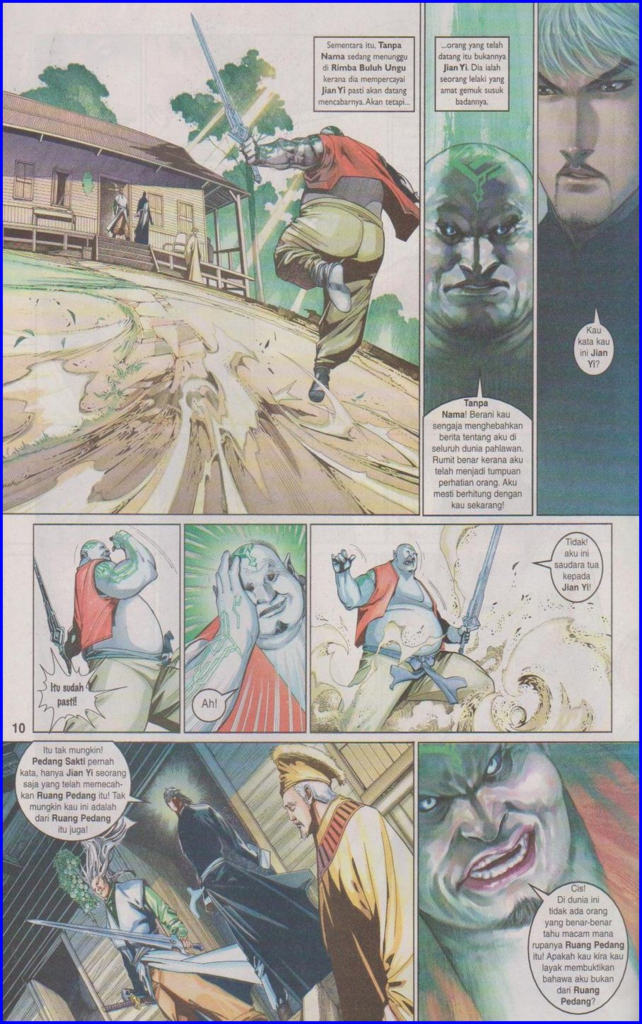 Sementara itu, Tanpa
Nama sedang menunggu
di Rimba Buluh Ungu
kerana dia mempercayai
Jian Yi pasti akan datang
mencabarnya. Akan tetapi...
...orang yang telah
datang itu bukannya
Jian Yi. Dia ialah
seorang lelaki yang
amat gemuk susuk
badannya.
Kau
kata kau
ini Jian
Yi?
Tanpa
Nama! Berani kau
sengaja menghebahkan
berita tentang aku di
seluruh dunia pahlawan.
Rumit benar kerana aku
telah menjadi tumpuan
perhatian orang. Aku
mesti berhitung dengan
kau sekarang!
Itu sudah
pasti!
Ah!
Tidak!
aku ini
saudara tua
kepada
Jian Yi!
10
Itu tak mungkin!
Pedang Sakti pernah
kata, hanya Jian Yi seorang
saja yang telah memecah-
kan Ruang Pedang itu! Tak
mungkin kau ini adalah
dari Ruang Pedang
itu juga!
Cis!
Di dunia ini
tidak ada orang
yang benar-benar
tahu macam mana
rupanya Ruang Pedang
itu! Apakah kau kira kau
layak membuktikan
bahawa aku bukan
dari Ruang
Pedang?